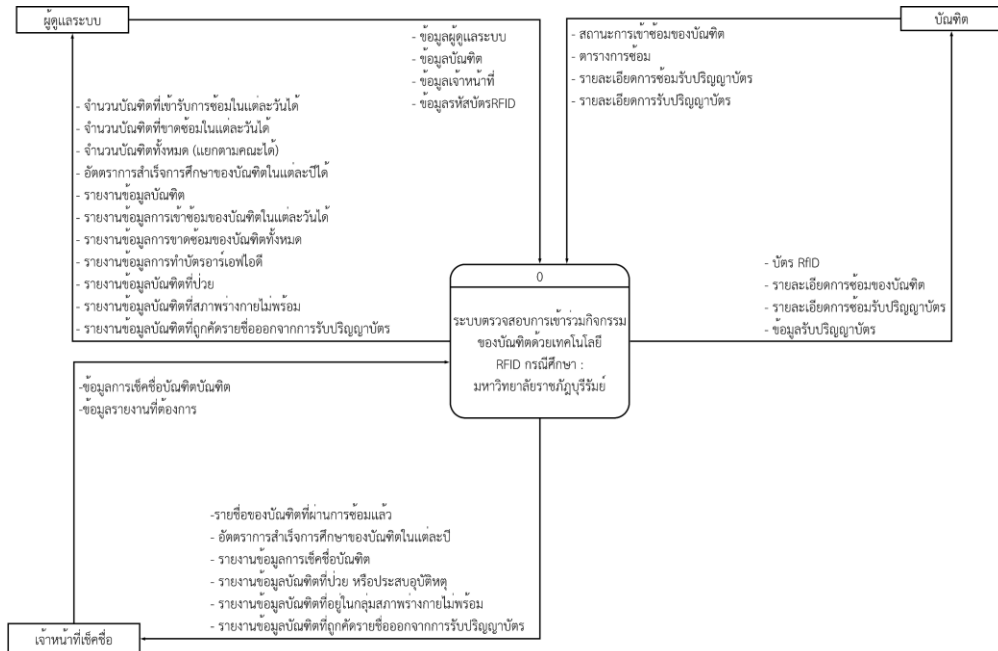 ผู้ดูแลระบบ
บัณฑิต
- ข้อมูลผู้ดูแลระบบ
- ข้อมูลบัณฑิต
- ข้อมูลเจ้าหน้าที่
- ข้อมูลรหัสบัตรRFID
- สถานะการเข้าซ้อมของบัณฑิต
- ตารางการซ้อม
- รายละเอียดการซ้อมรับปริญญาบัตร
- รายละเอียดการรับปริญญาบัตร
- จำนวนบัณฑิตที่เข้ารับการซ้อมในแต่ละวันได้
- จำนวนบัณฑิตที่ขาดซ้อมในแต่ละวันได้
- จำนวนบัณฑิตทั้งหมด (แยกตามคณะได้)
- อัตตราการสำเร็จการศึกษาของบัณฑิตในแต่ละปีได้
- รายงานข้อมูลบัณฑิต
- รายงานข้อมูลการเข้าซ้อมของบัณฑิตในแต่ละวันได้
- รายงานข้อมูลการขาดซ้อมของบัณฑิตทั้งหมด
- รายงานข้อมูลการทำบัตรอาร์เอฟไอดี
- รายงานข้อมูลบัณฑิตที่ป่วย
- รายงานข้อมูลบัณฑิตที่สภาพร่างกายไม่พร้อม
- รายงานข้อมูลบัณฑิตที่ถูกคัดรายชื่อออกจากการรับปริญญาบัตร
0
ระบบตรวจสอบการเข้าร่วมกิจกรรม
ของบัณฑิตด้วยเทคโนโลยี
RFID กรณีศึกษา :
มหาวิทยาลัยราชภัฏบุรีรัมย์
- บัตร RfID
- รายละเอียดการซ้อมของบัณฑิต
- รายละเอียดการซ้อมรับปริญญาบัตร
- ข้อมูลรับปริญญาบัตร
-ข้อมูลการเช็คชื่อบัณฑิตบัณฑิต
-ข้อมูลรายงานที่ต้องการ
-รายชื่อของบัณฑิตที่ผ่านการซ้อมแล้ว
- อัตตราการสำเร็จการศึกษาของบัณฑิตในแต่ละปี
- รายงานข้อมูลการเช็คชื่อบัณฑิต
- รายงานข้อมูลบัณฑิตที่ป่วย หรือประสบอุบัติหตุ
- รายงานข้อมูลบัณฑิตที่อยู่ในกลุ่มสภาพร่างกายไม่พร้อม
- รายงานข้อมูลบัณฑิตที่ถูกคัดรายชื่อออกจากการรับปริญญาบัตร
เจ้าหน้าที่เช็คชื่อ